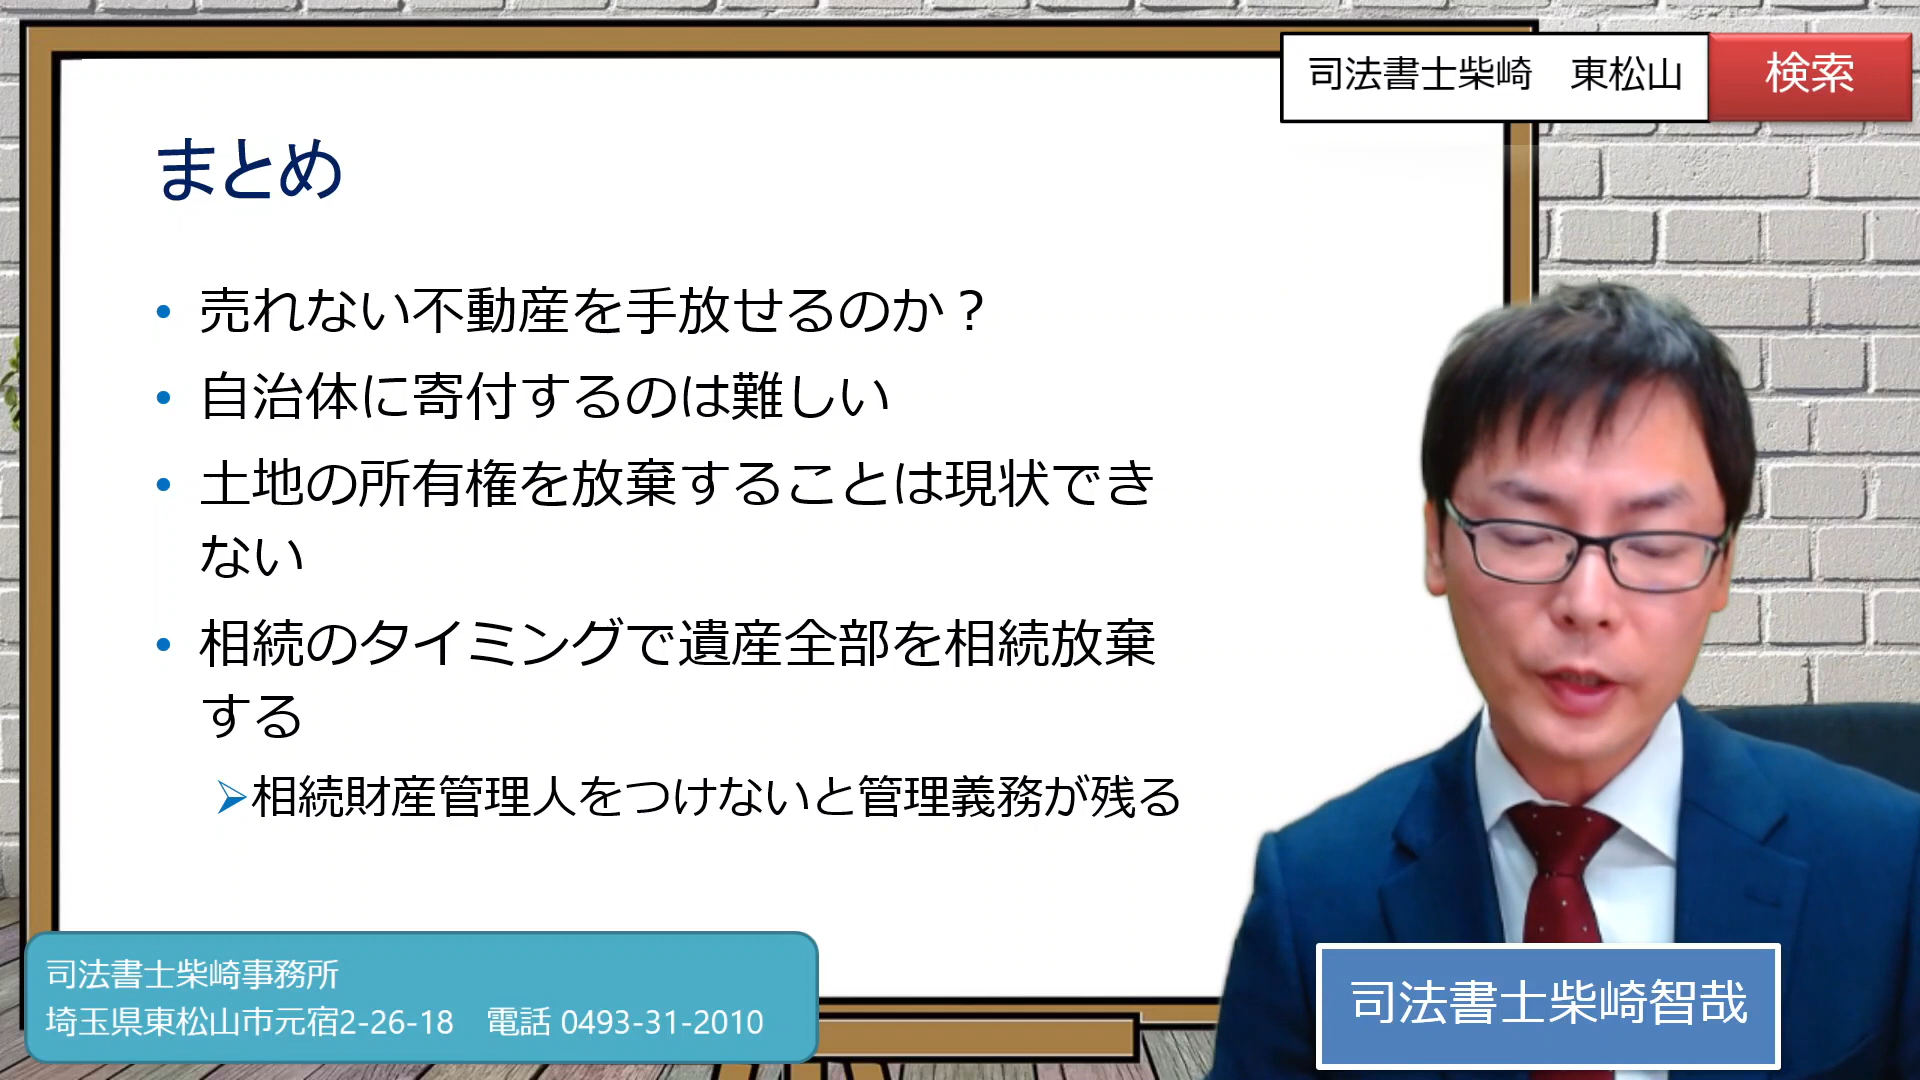 司法書士柴崎　東松山
検索
まとめ
• 売れない不動産を手放せるのか？
• 自治体に寄付するのは難しい
• 土地の所有権を放棄することは現状でき
ない
• 相続のタイミングで遺産全部を相続放棄
する
➢相続財産管理人をつけないと管理義務が残る
司法書士柴崎事務所
埼玉県東松山市元宿2-26-18　電話 0493-31-2010
司法書士柴崎智哉